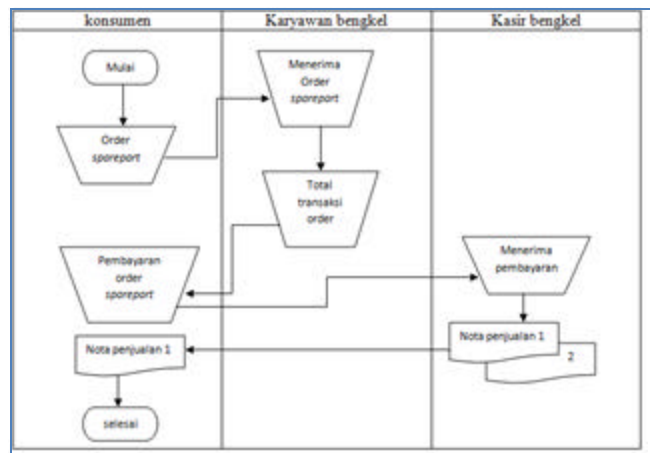 konsumen
Karyawan bengkel
Kasir bengkel
Mulai
Order
sparepart
Menerima
Order
sparepart
Total
transaksi
order
Pembayaran
order
sparepart
Menerima
pembayaran
Nota penjualan 1
2
Nota penjualan 1
selesai